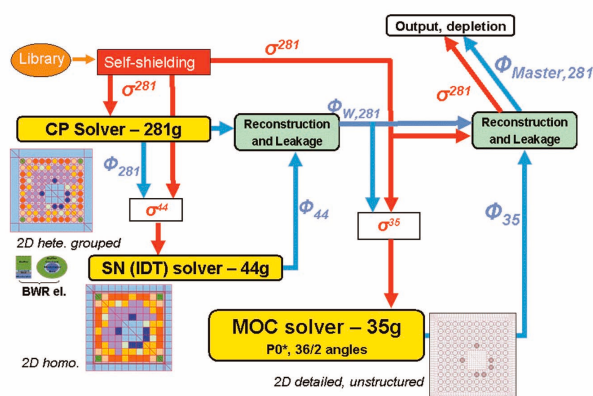 Output, depletion
Library
Self-shielding
σ281
σ281
σ281
ΦMaster,281
CP Solver – 281g
Reconstruction
and Leakage
ΦW,281
Reconstruction
and Leakage
Φ281
σ44
Φ44
σ35
Φ35
2D hete. grouped
SN (IDT) solver – 44g
BWR el.
MOC solver – 35g
P0*, 36/2 angles
2D homo.
2D detailed, unstructured